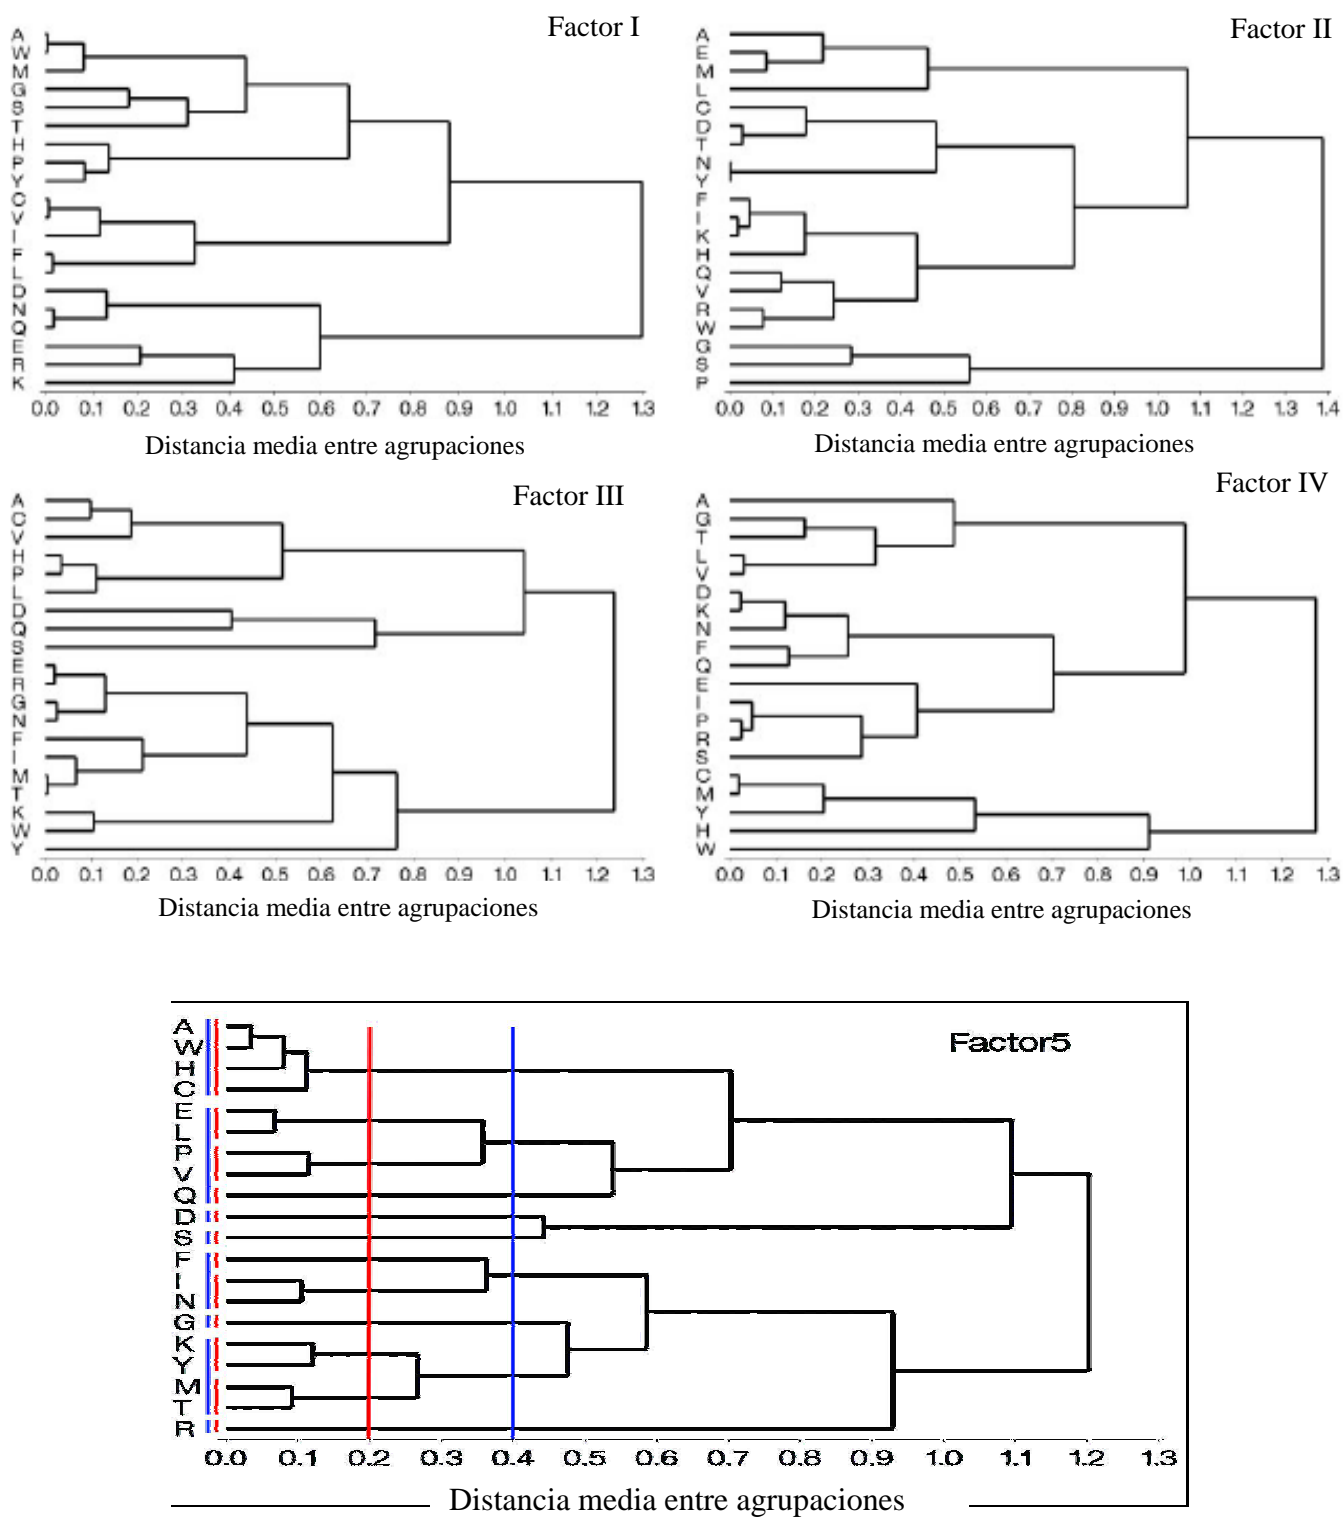 Factor I
A
W
M
G
S
T
H
P
Y
C
V
I
F
L
D
N
Q
E
R
K
0.0 0.1 0.2 0.3 0.4 0.5 0.6 0.7 0.8 0.9 1.0 1.1 1.2 1.3
Distancia media entre agrupaciones
Factor II
A
E
M
L
C
D
T
N
Y
F
I
K
H
Q
V
R
W
G
S
P
0.0 0.1 0.2 0.3 0.4 0.5 0.6 0.7 0.8 0.9 1.0 1.1 1.2 1.3 1.4
Distancia media entre agrupaciones
Factor III
A
C
V
H
P
L
D
Q
S
E
R
G
N
F
I
M
T
K
W
Y
0.0 0.1 0.2 0.3 0.4 0.5 0.6 0.7 0.8 0.9 1.0 1.1 1.2 1.3
Distancia media entre agrupaciones
Factor IV
A
G
T
L
V
D
K
N
F
Q
E
I
P
R
S
C
M
Y
H
W
0.0 0.1 0.2 0.3 0.4 0.5 0.6 0.7 0.8 0.9 1.0 1.1 1.2 1.3
Distancia media entre agrupaciones
Factor5
A
W
H
C
E
L
P
V
Q
D
S
F
I
N
G
K
Y
M
T
R
0.0 0.1 0.2 0.3 0.4 0.5 0.6 0.7 0.8 0.9 1.0 1.1 1.2 1.3
Distancia media entre agrupaciones